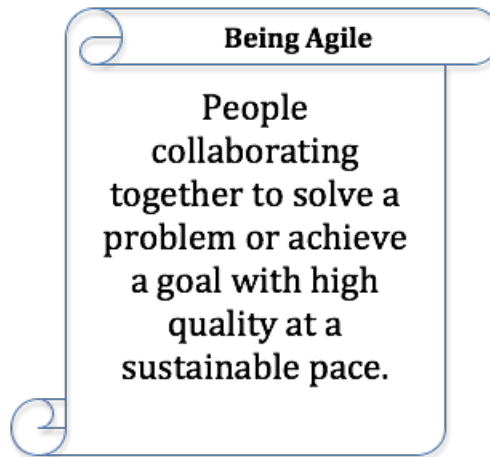 Being Agile
People
collaborating
together to solve a
problem or achieve
a goal with high
quality at a
sustainable pace.